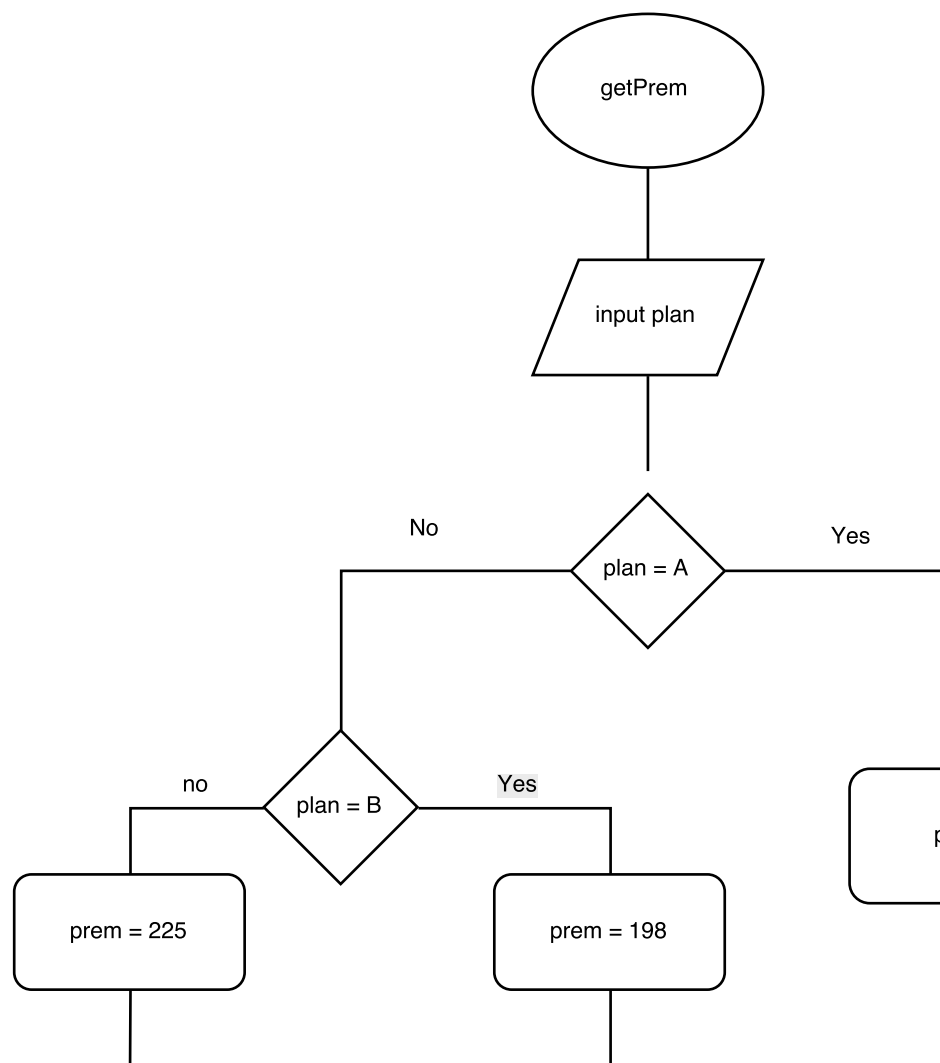 getPrem
input plan
No
Yes
plan = A
no
plan = B
Yes
prem = 225
prem = 198